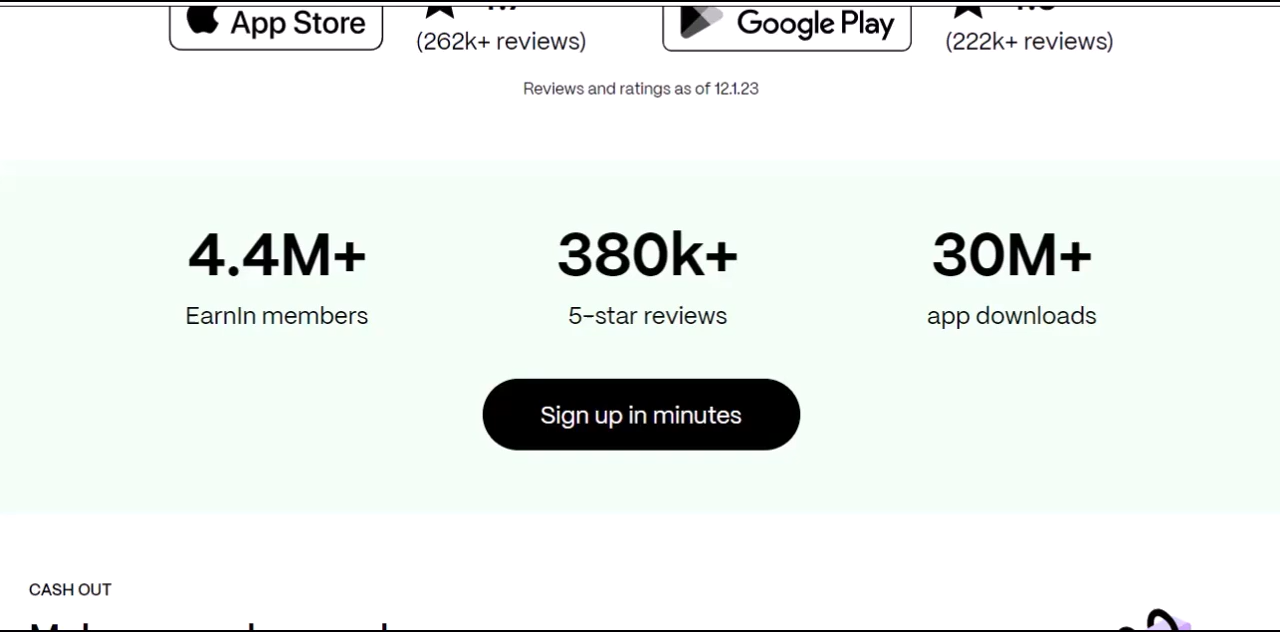 App Store
(262k+ reviews)
Google Play
(222k+ reviews)
Reviews and ratings as of 12.1.23
4.4M+
EarnIn members
380k+
5-star reviews
30M+
app downloads
Sign up in minutes
CASH OUT